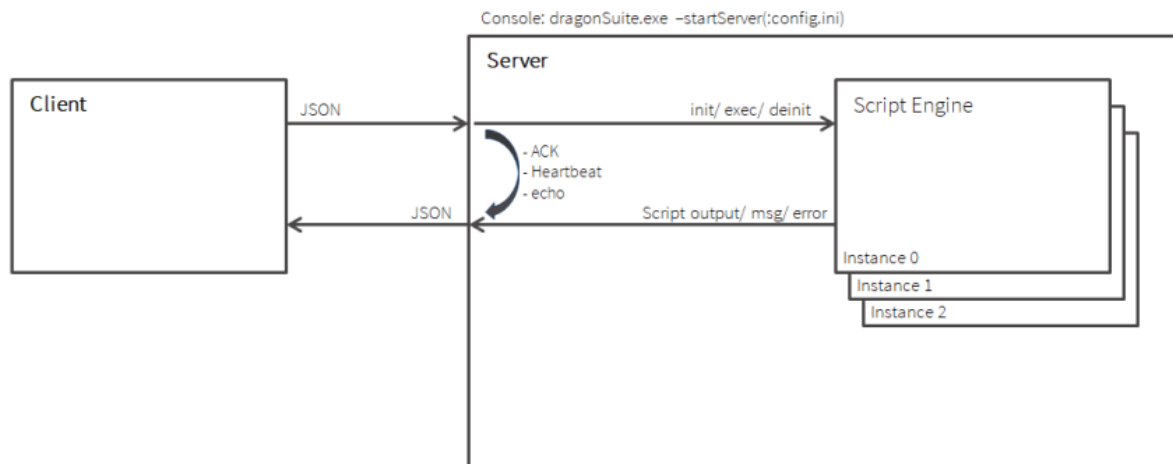 Console: dragonSuite.exe –startServer(:config.ini)
Server
Client
Script Engine
JSON
init/ exec/ deinit
- ACK
- Heartbeat
- echo
JSON
Script output/ msg/ error
Instance 0
Instance 1
Instance 2